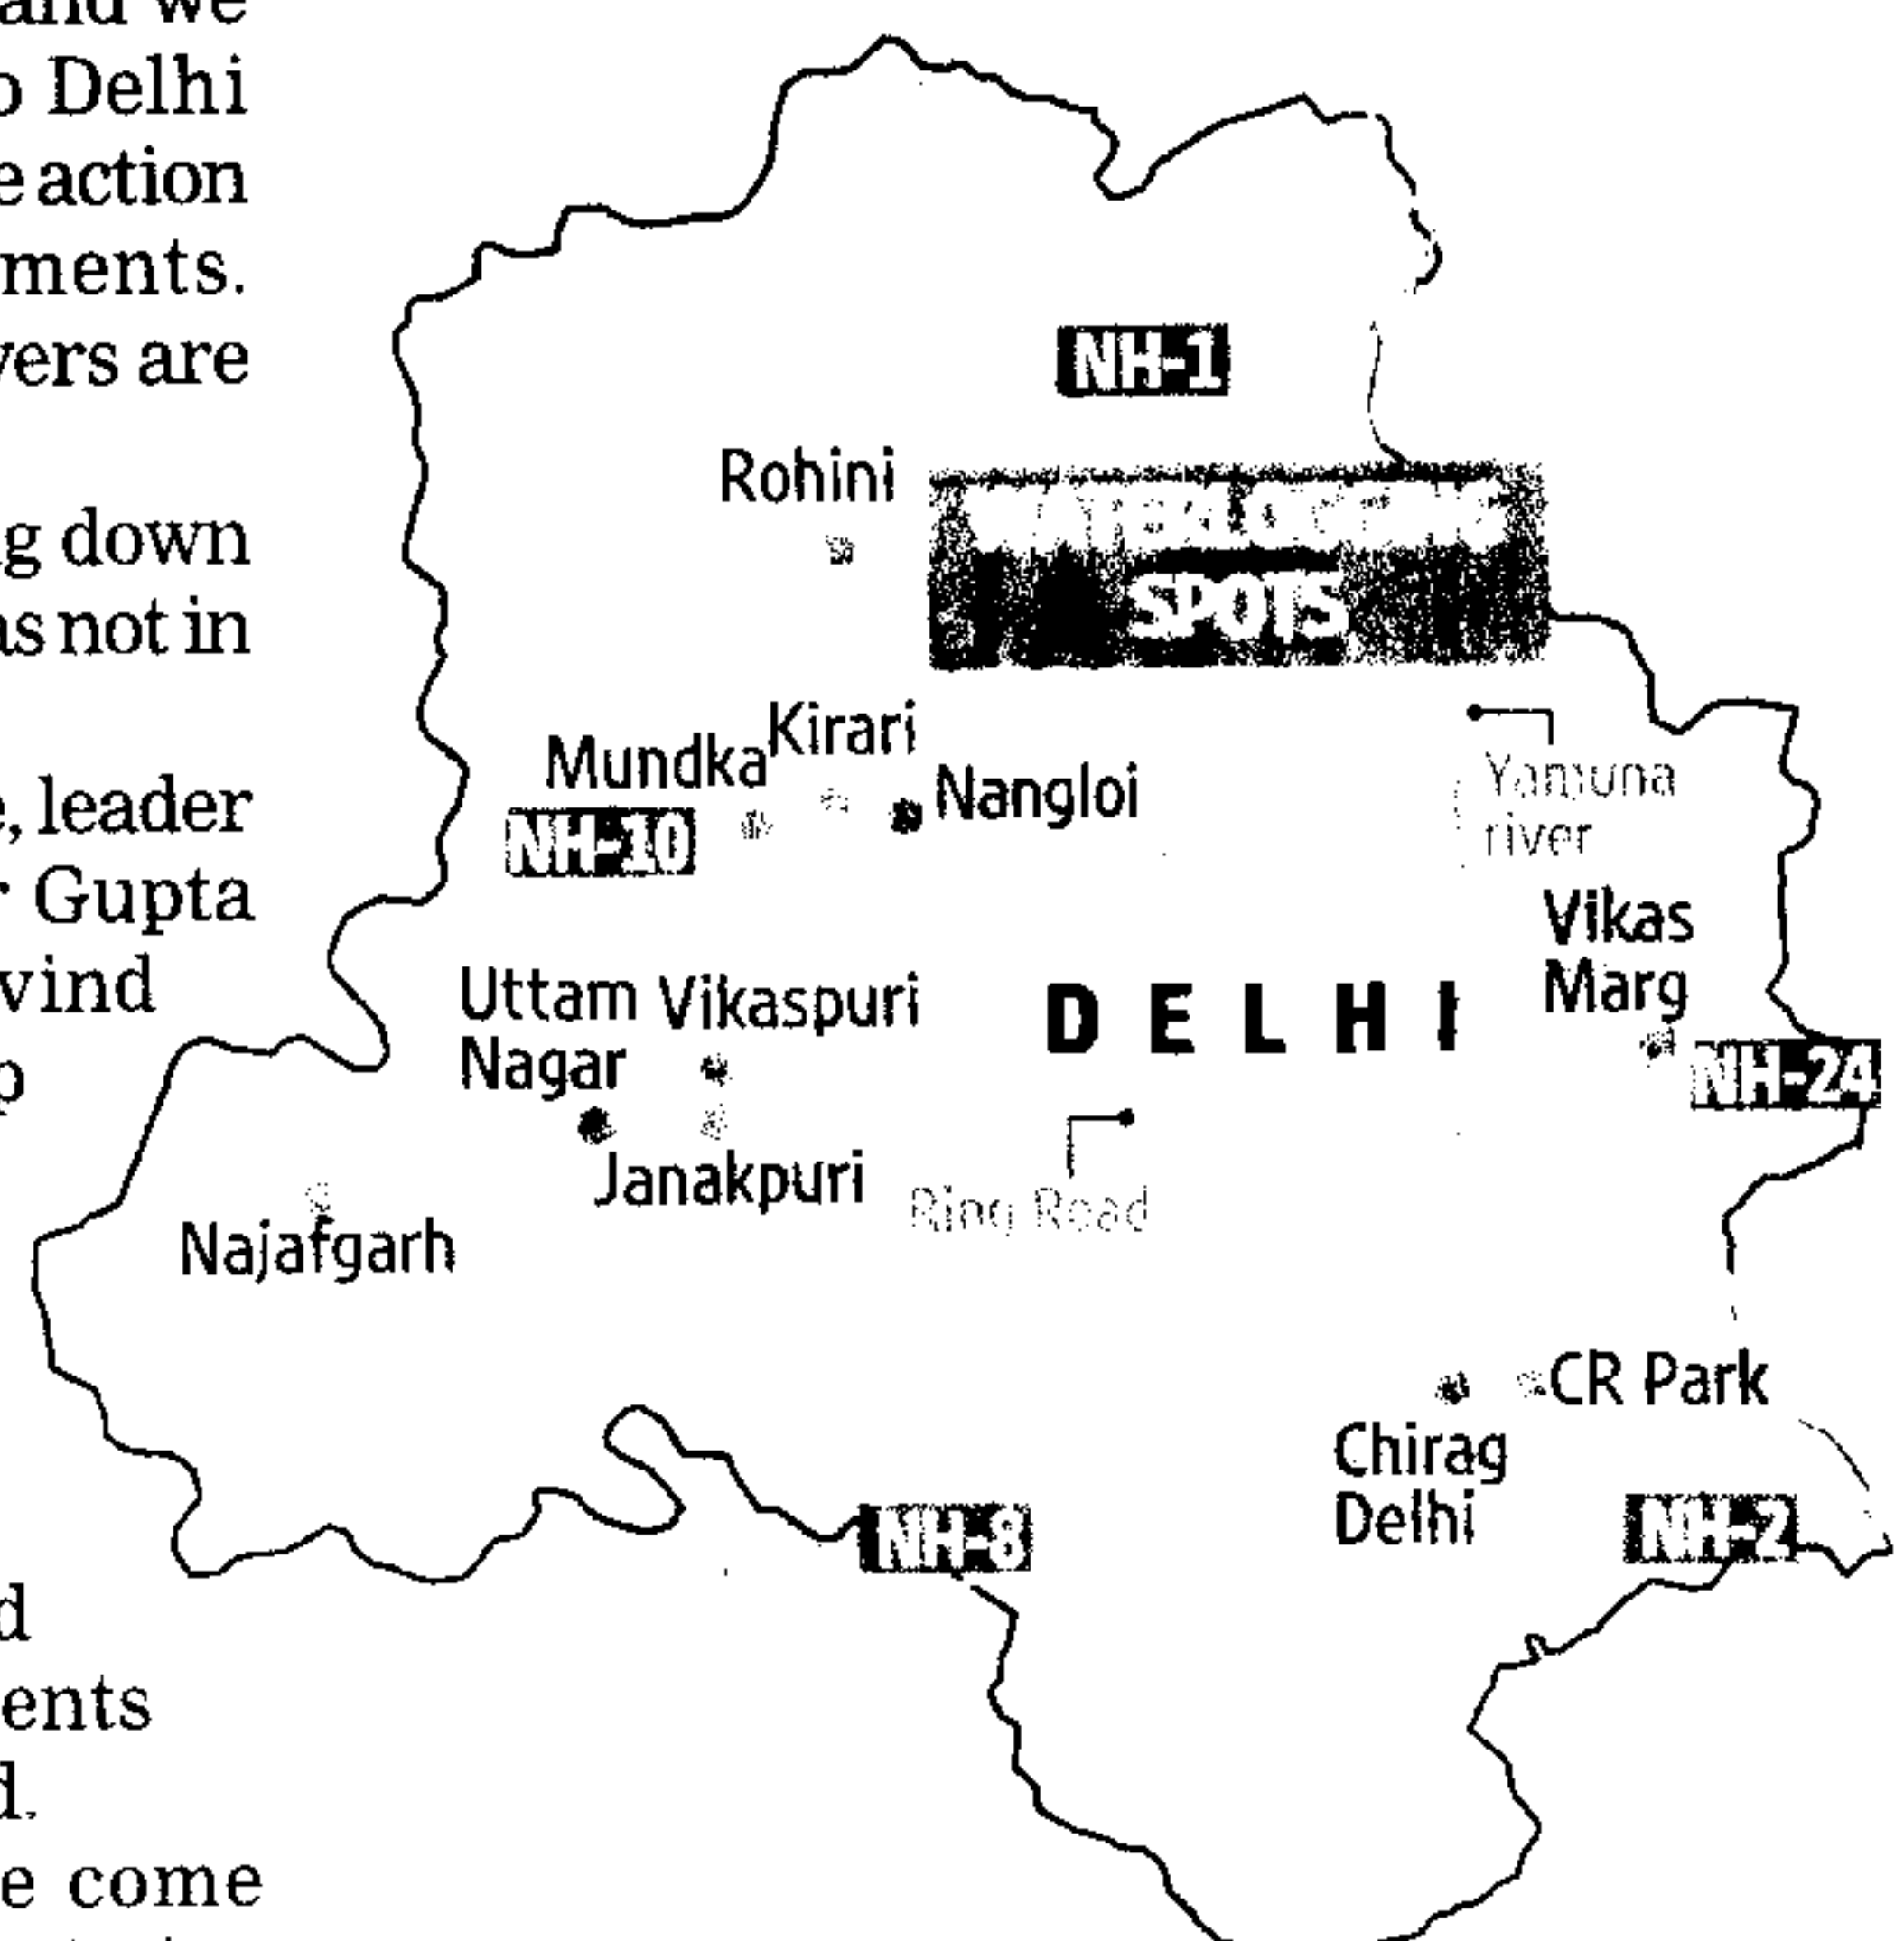 and we
Delhi
action
ments.
vers are
g down
as not in
, leader
Gupta
vind
d
ents
d.
e come
NH-1
Rohini
WATERLOGGING
SPOTS
Kirari
Mundka
Nangloi
NH-10
Yamuna
river
Vikas
Marg
Uttam
Nagar
Vikaspuri
DELHI
NH-24
Janakpuri
Ring Road
Najafgarh
CR Park
Chirag
Delhi
NH-8
NH-2